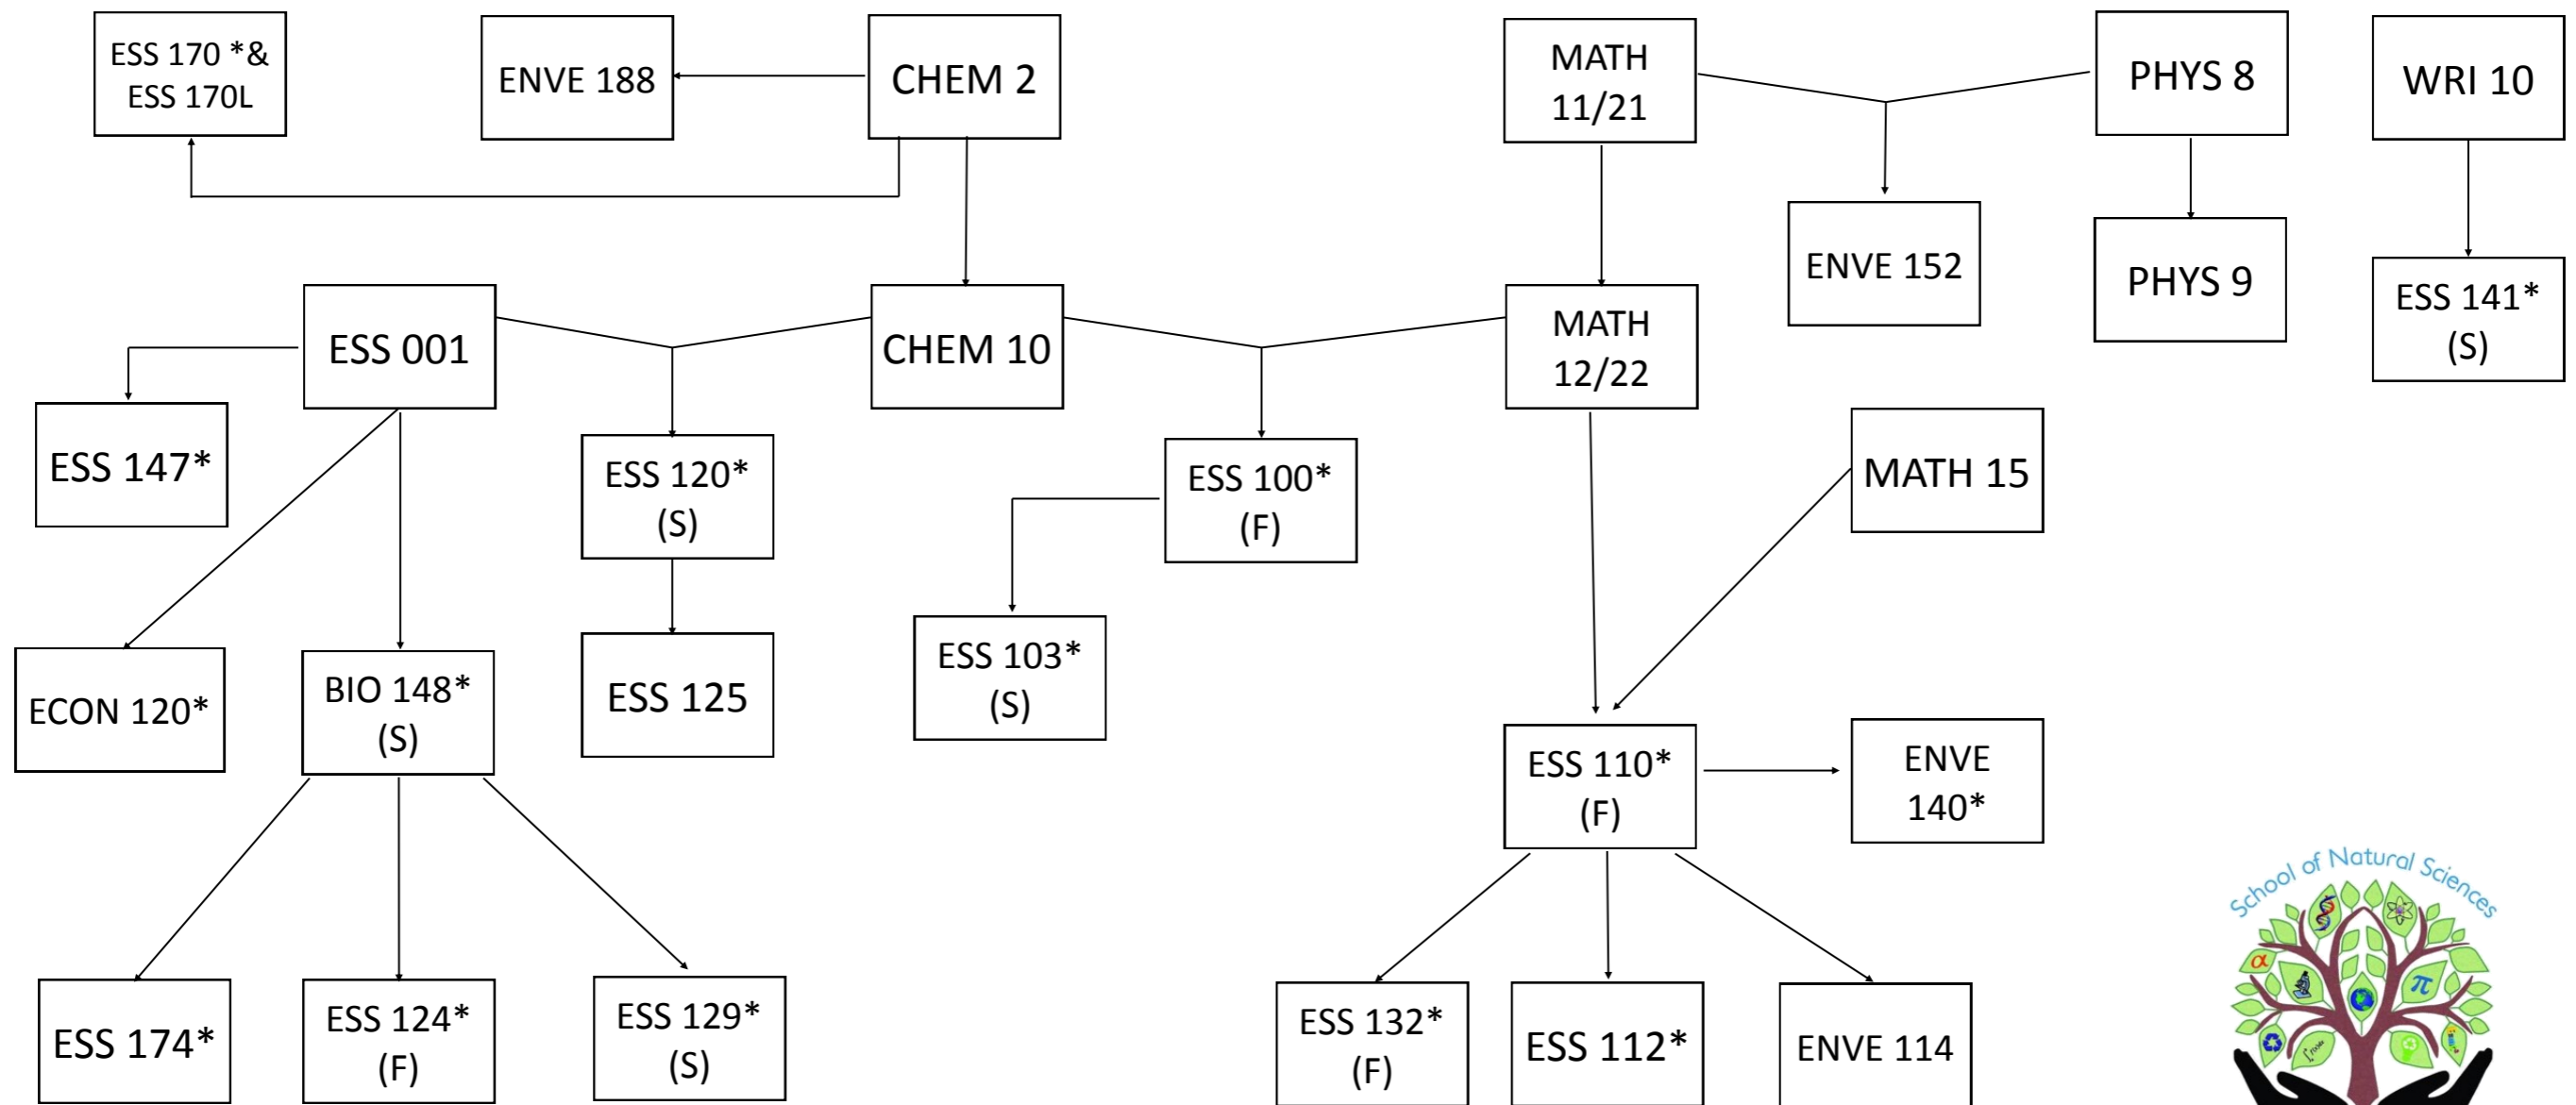 ESS 170 *&
ESS 170L
ENVE 188
CHEM 2
MATH
11/21
PHYS 8
WRI 10
ENVE 152
PHYS 9
ESS 141*
(S)
ESS 001
CHEM 10
MATH
12/22
ESS 147*
ESS 120*
(S)
ESS 100*
(F)
MATH 15
ECON 120*
BIO 148*
(S)
ESS 125
ESS 103*
(S)
ESS 110*
(F)
ENVE
140*
ESS 174*
ESS 124*
(F)
ESS 129*
(S)
ESS 132*
(F)
ESS 112*
ENVE 114
School of Natural Sciences
α
π